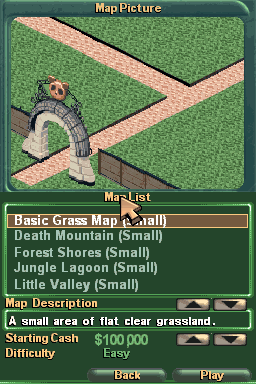 Map Picture
Map List
Basic Grass Map (Small)
Death Mountain (Small)
Forest Shores (Small)
Jungle Lagoon (Small)
Little Valley (Small)
Map Description
A small area of flat clear grassland.
Starting Cash $100,000
Difficulty Easy
Back Play